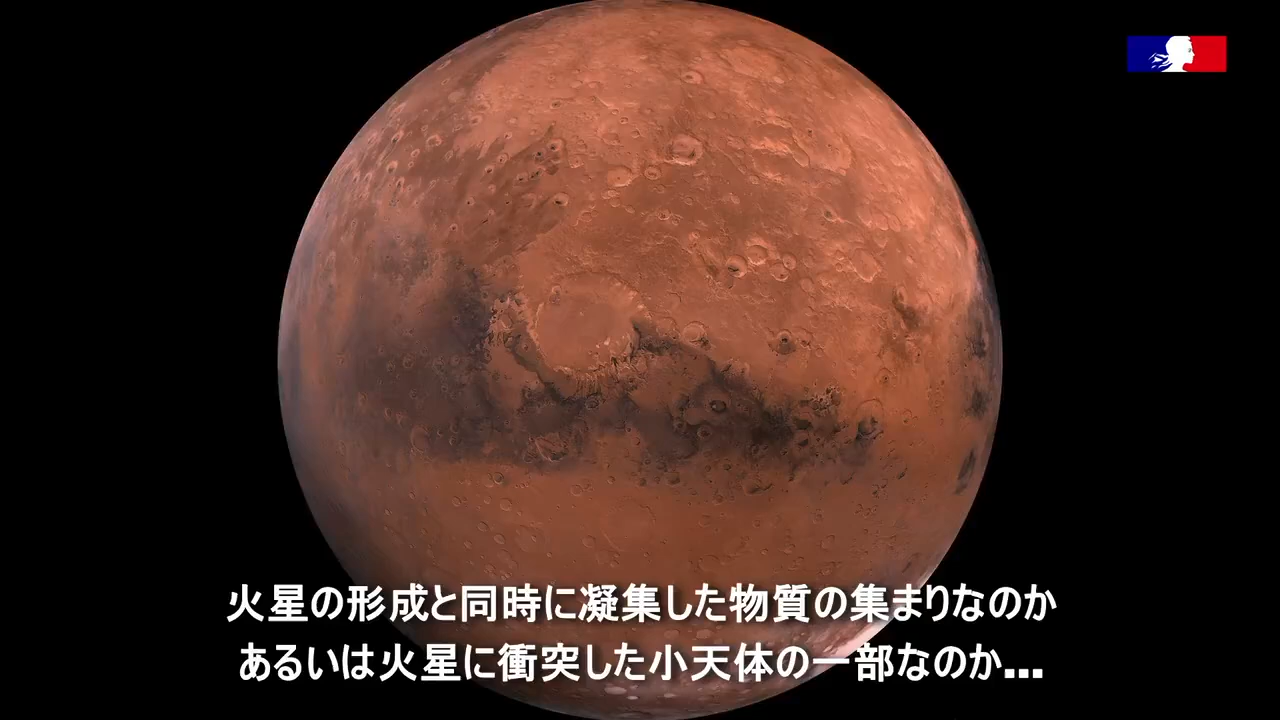 火星の形成と同時に凝集した物質の集まりなのか
あるいは火星に衝突した小天体の一部なのか...